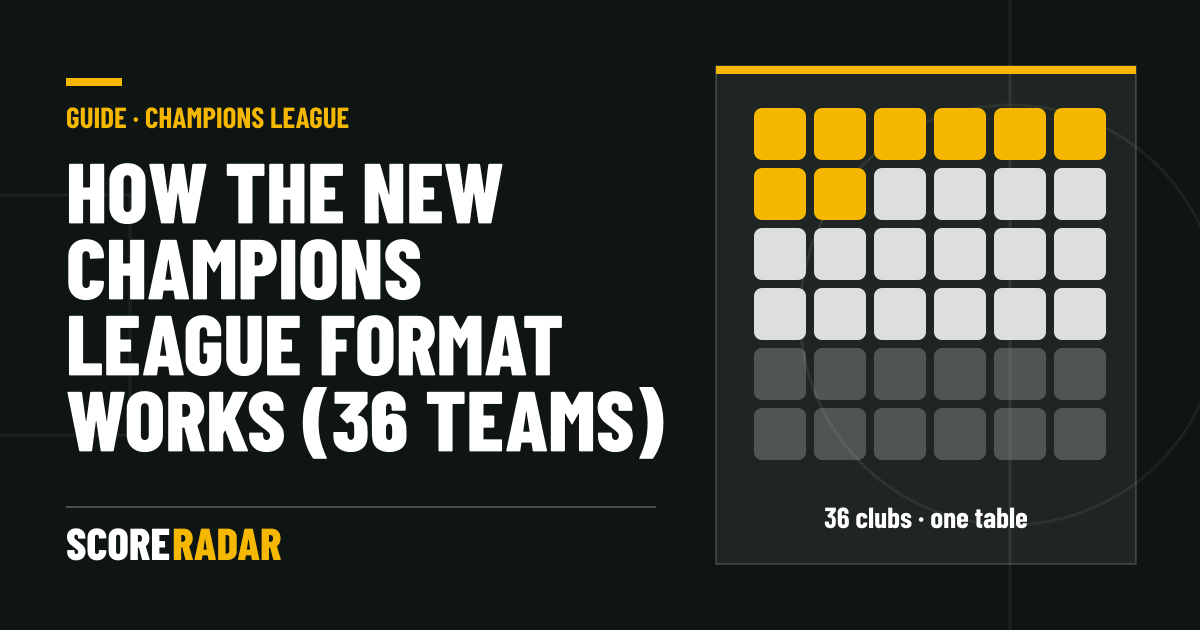 GUIDE · CHAMPIONS LEAGUE
HOW THE NEW
CHAMPIONS
LEAGUE FORMAT
WORKS (36 TEAMS)
SCORERADAR
36 clubs · one table